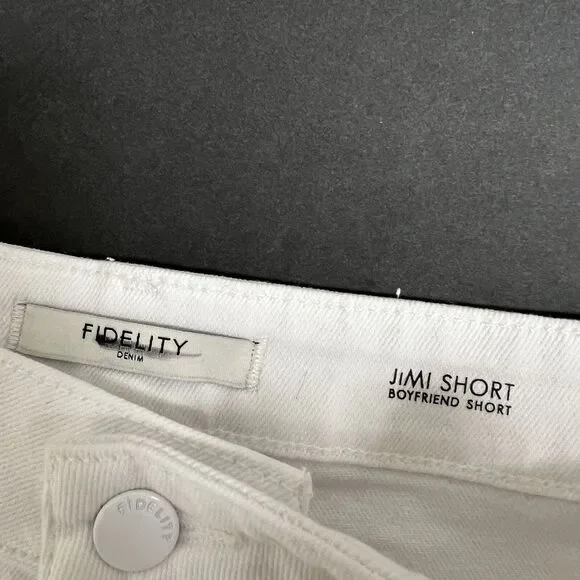 FIDELITY
DENIM
JiMI SHORT
BOYFRIEND SHORT
FIDELITY